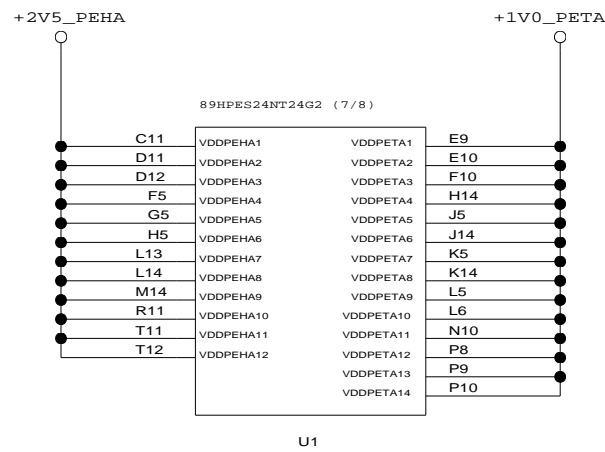 +2V5_PEHA +1V0_PETA
89HPES24NT24G2 (7/8)
C11 VDDPEHA1 VDDPETA1 E9
D11 VDDPEHA2 VDDPETA2 E10
D12 VDDPEHA3 VDDPETA3 F10
F5 VDDPEHA4 VDDPETA4 H14
G5 VDDPEHA5 VDDPETA5 J5
H5 VDDPEHA6 VDDPETA6 J14
L13 VDDPEHA7 VDDPETA7 K5
L14 VDDPEHA8 VDDPETA8 K14
M14 VDDPEHA9 VDDPETA9 L5
R11 VDDPEHA10 VDDPETA10 L6
T11 VDDPEHA11 VDDPETA11 N10
T12 VDDPEHA12 VDDPETA12 P8
VDDPETA13 P9
VDDPETA14 P10
U1